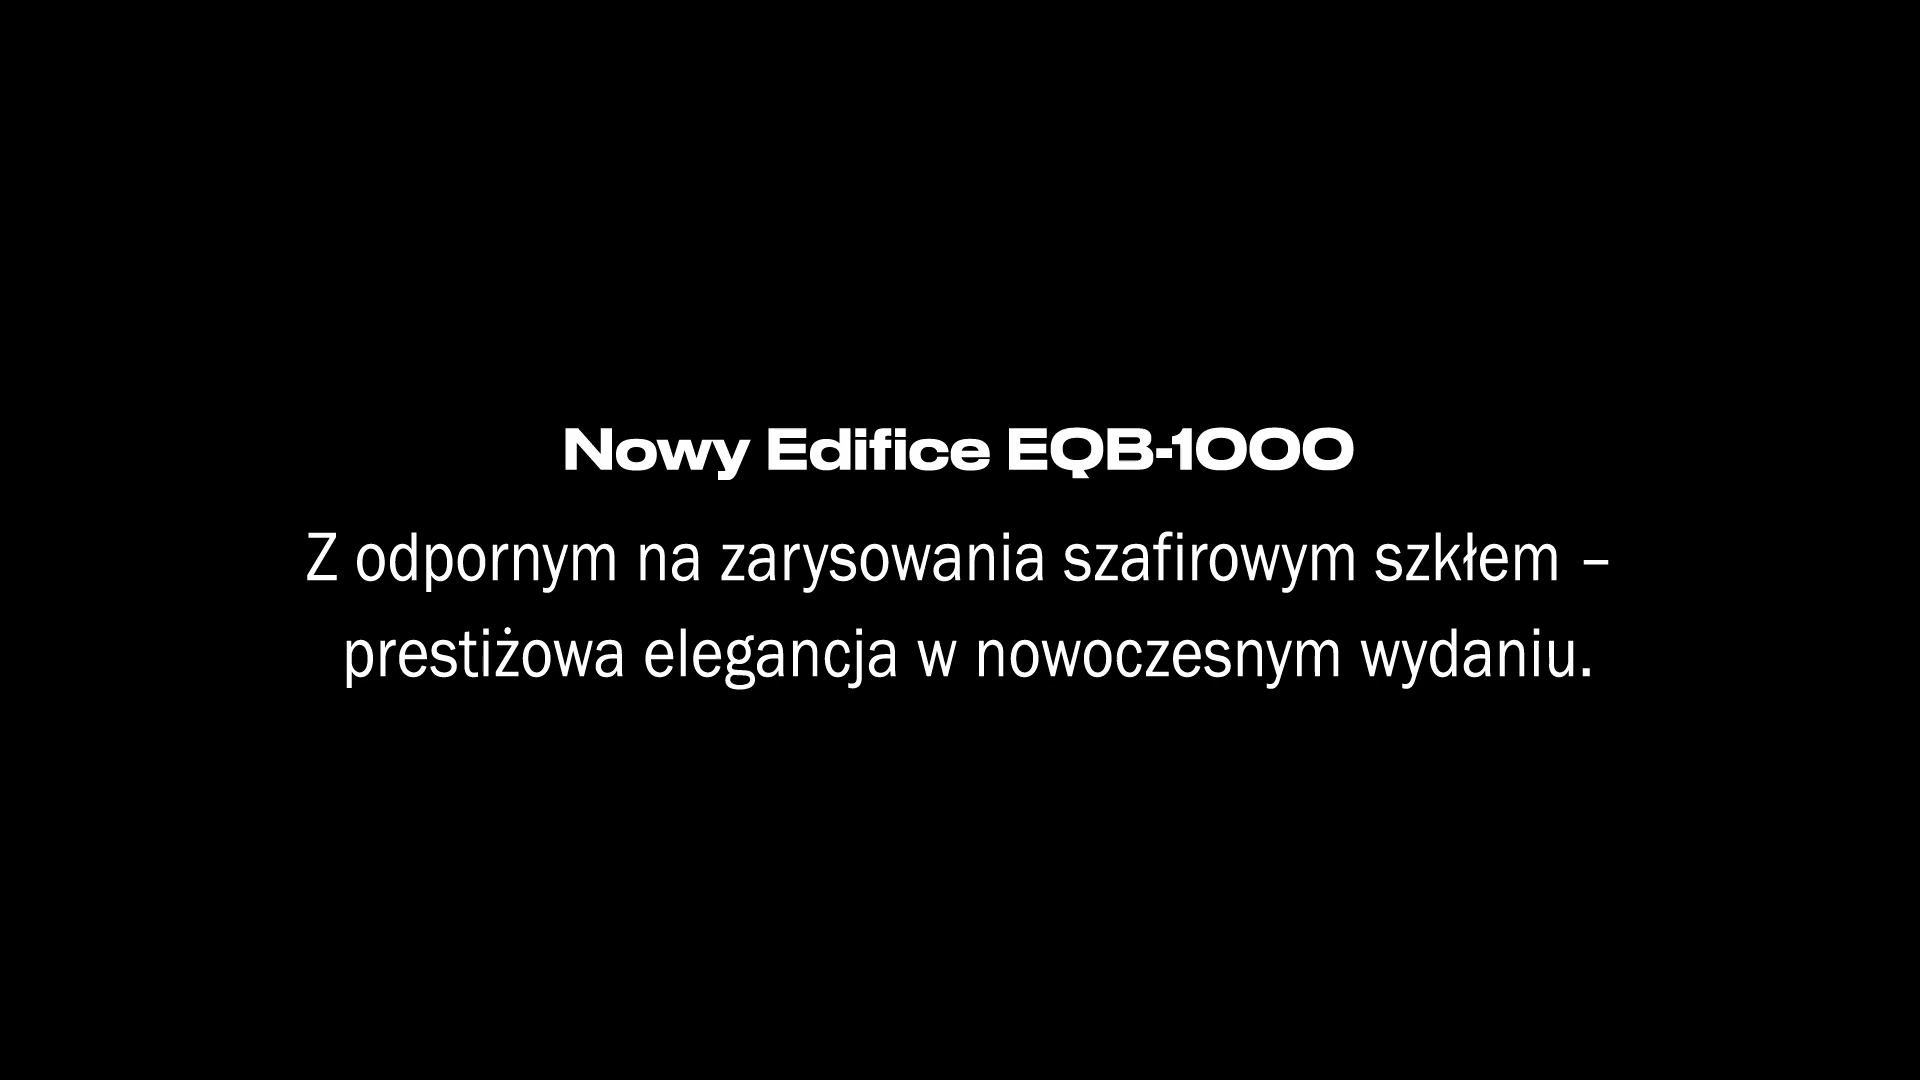 Nowy Edifice EQB-1000
Z odpornym na zarysowania szafirowym szkłem –
prestiżowa elegancja w nowoczesnym wydaniu.